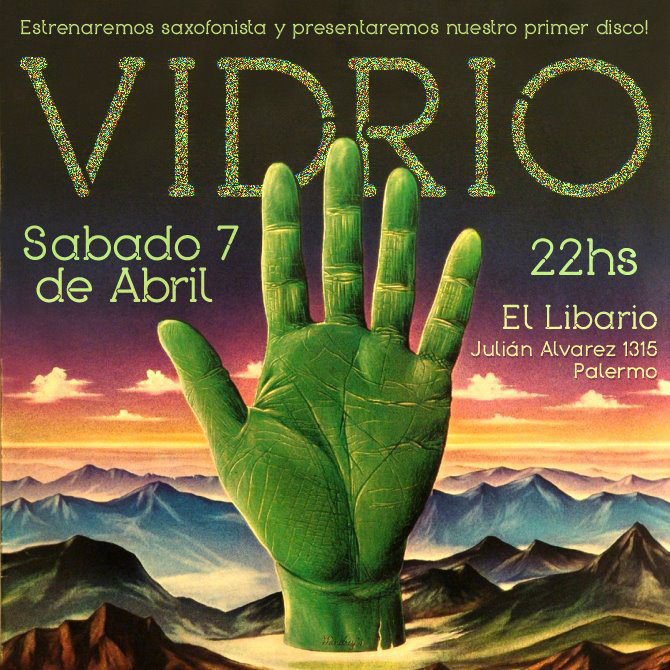 Estrenaremos saxofonista y presentaremos nuestro primer disco!
VIDRIO
Sabado 7
de Abril
22hs
El Libario
Julián Alvarez 1315
Palermo